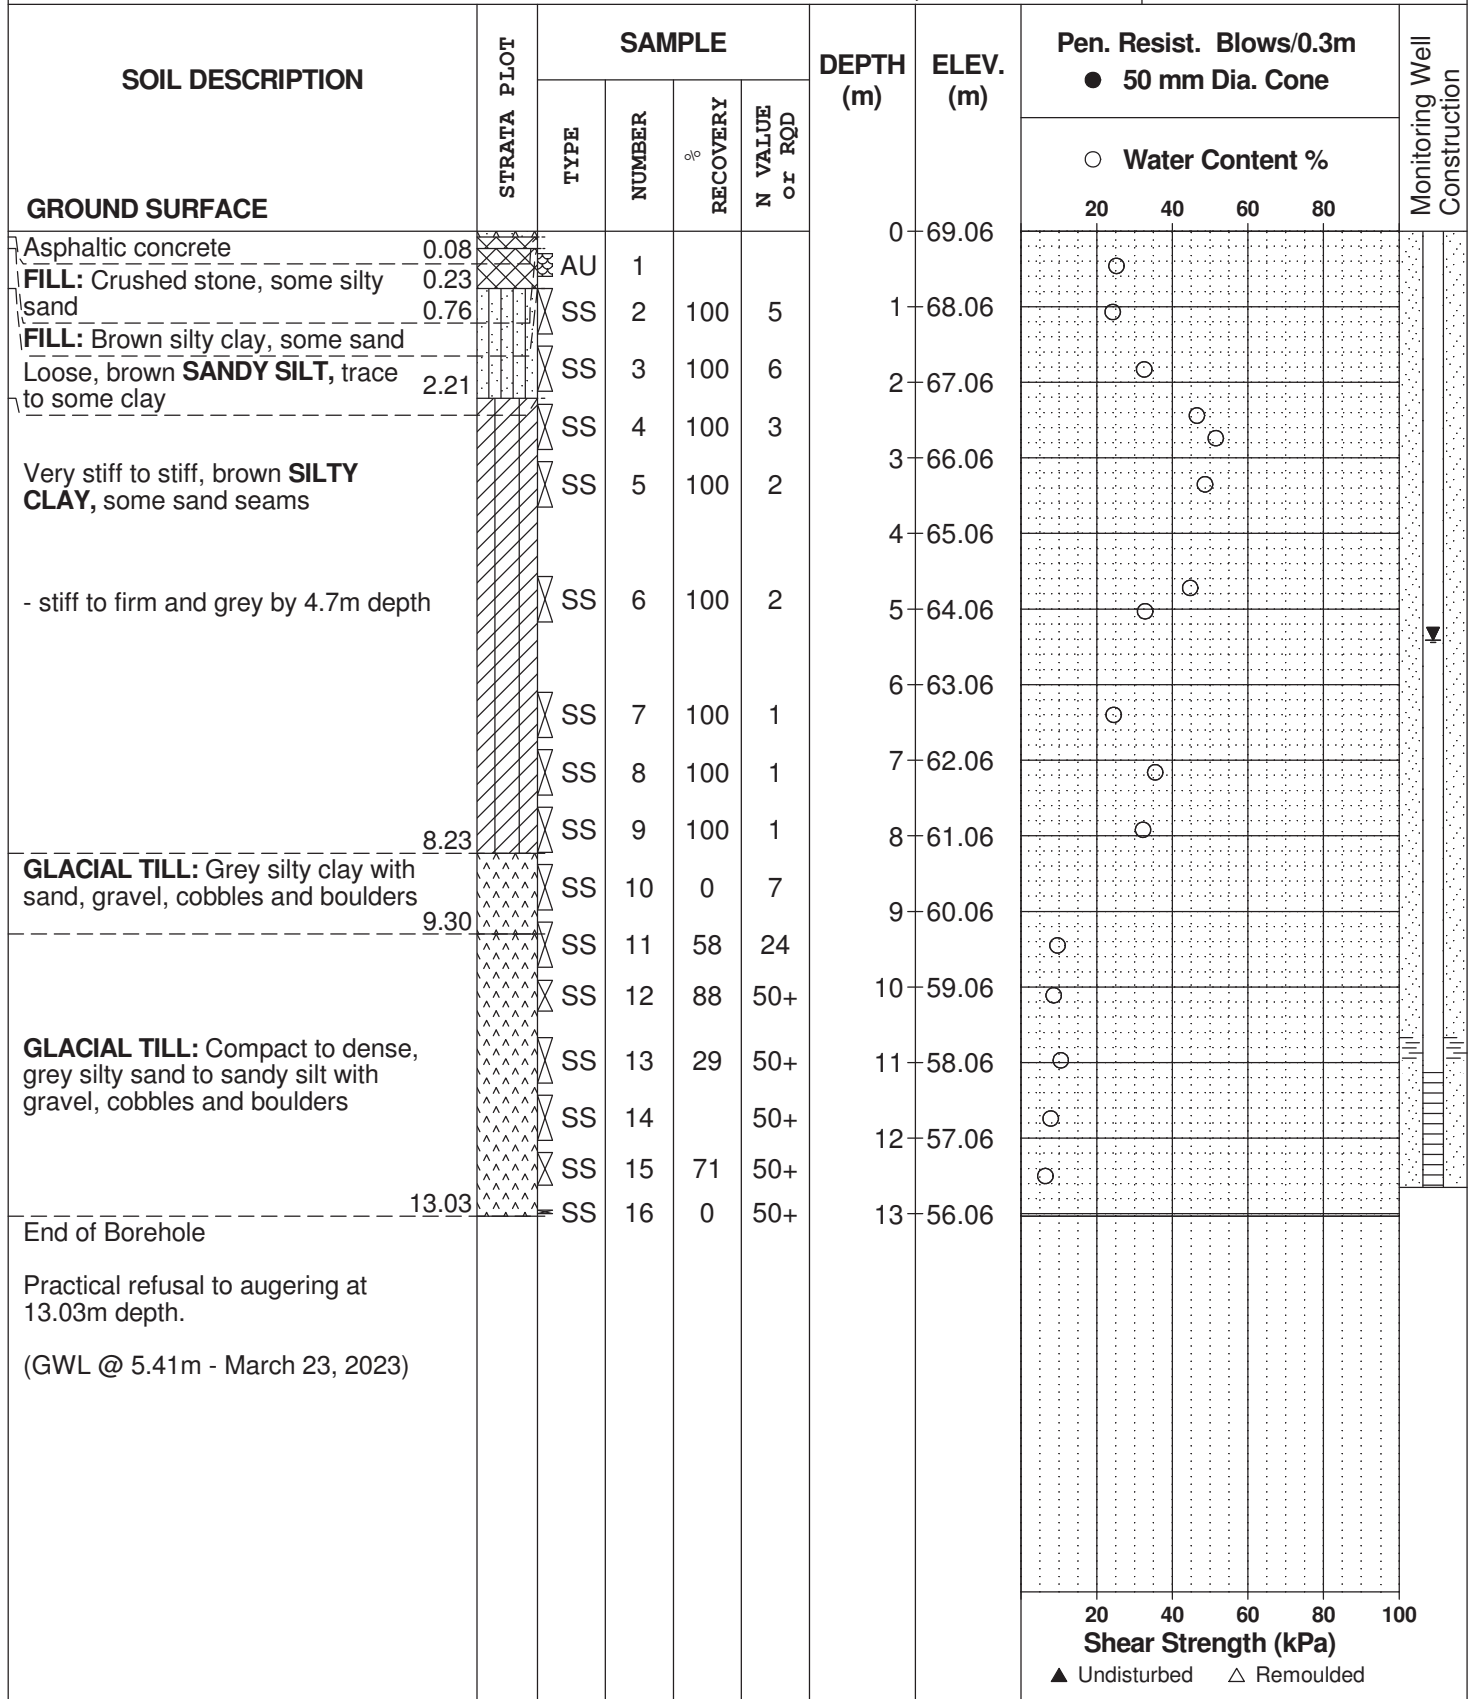 SOIL DESCRIPTION
GROUND SURFACE
STRATA PLOT
SAMPLE
TYPE
NUMBER
% RECOVERY
N VALUE or RQD
DEPTH (m)
ELEV. (m)
Pen. Resist. Blows/0.3m
● 50 mm Dia. Cone
○ Water Content %
20 40 60 80
Monitoring Well Construction
0 69.06
Asphaltic concrete 0.08
FILL: Crushed stone, some silty 0.23
sand 0.76
FILL: Brown silty clay, some sand
Loose, brown SANDY SILT, trace
to some clay 2.21
Very stiff to stiff, brown SILTY
CLAY, some sand seams
- stiff to firm and grey by 4.7m depth
8.23
GLACIAL TILL: Grey silty clay with
sand, gravel, cobbles and boulders
9.30
GLACIAL TILL: Compact to dense,
grey silty sand to sandy silt with
gravel, cobbles and boulders
13.03
End of Borehole
Practical refusal to augering at
13.03m depth.
(GWL @ 5.41m - March 23, 2023)
AU 1
SS 2 100 5
SS 3 100 6
SS 4 100 3
SS 5 100 2
SS 6 100 2
SS 7 100 1
SS 8 100 1
SS 9 100 1
SS 10 0 7
SS 11 58 24
SS 12 88 50+
SS 13 29 50+
SS 14 50+
SS 15 71 50+
SS 16 0 50+
1 68.06
2 67.06
3 66.06
4 65.06
5 64.06
6 63.06
7 62.06
8 61.06
9 60.06
10 59.06
11 58.06
12 57.06
13 56.06
20 40 60 80 100
Shear Strength (kPa)
▲ Undisturbed △ Remoulded